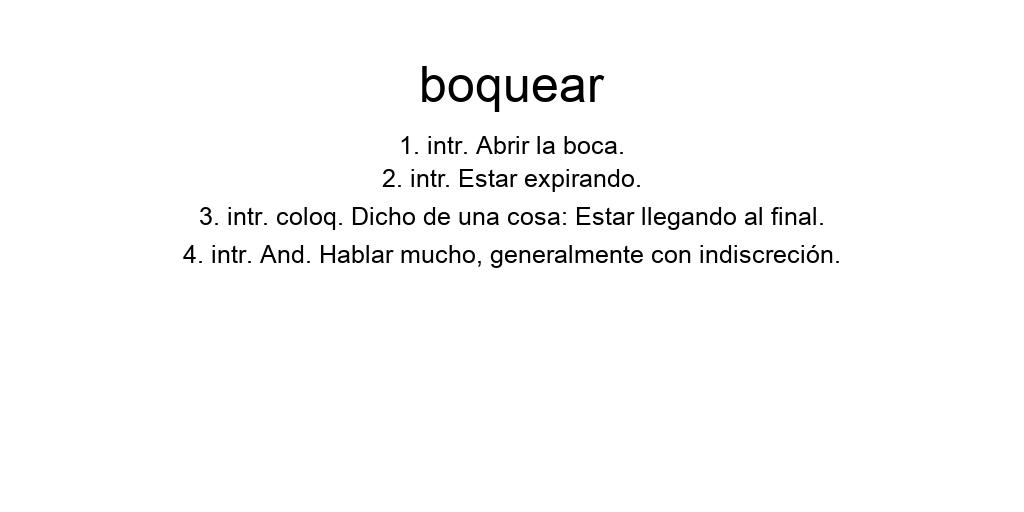 boquear
1. intr. Abrir la boca.
2. intr. Estar expirando.
3. intr. coloq. Dicho de una cosa: Estar llegando al final.
4. intr. And. Hablar mucho, generalmente con indiscreción.